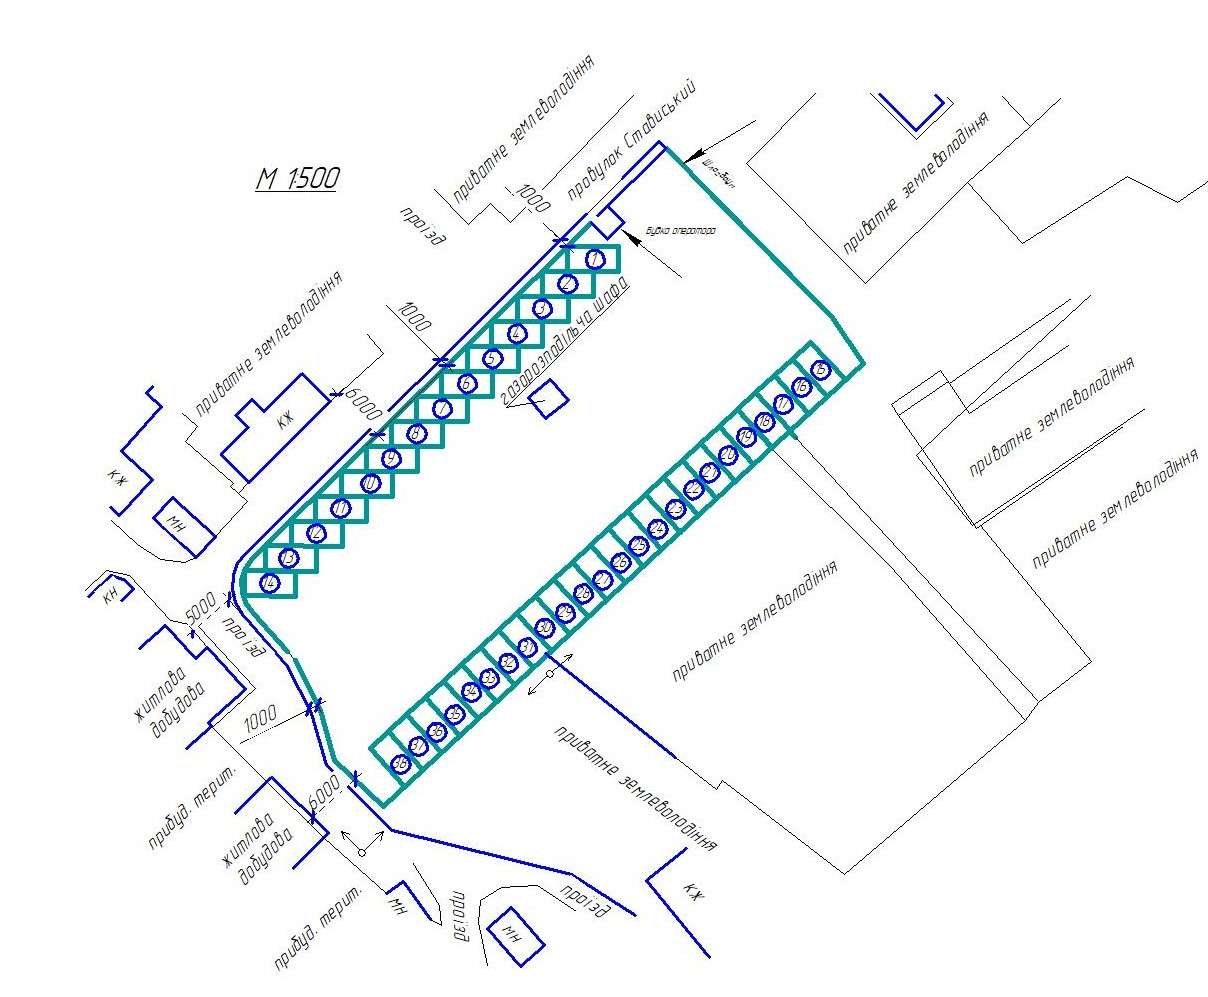 М 1:500
приватне землеволодіння
провулок Стависький
Шлагбаум
приватне землеволодіння
проїзд
1000
Будка оператора
приватне землеволодіння
1000
газорозподільча шафа
6000
КЖ
КЖ
МН
КН
1
2
3
4
5
6
7
8
9
10
11
12
13
14
15
16
17
18
19
20
21
22
23
24
25
26
27
28
29
30
31
32
33
34
35
36
37
38
приватне землеволодіння
приватне землеволодіння
приватне землеволодіння
5000
проїзд
житлова
добудова
1000
прибуд. терит.
6000
житлова
добудова
приватне землеволодіння
прибуд. терит.
МН
проїзд
МН
проїзд
КЖ